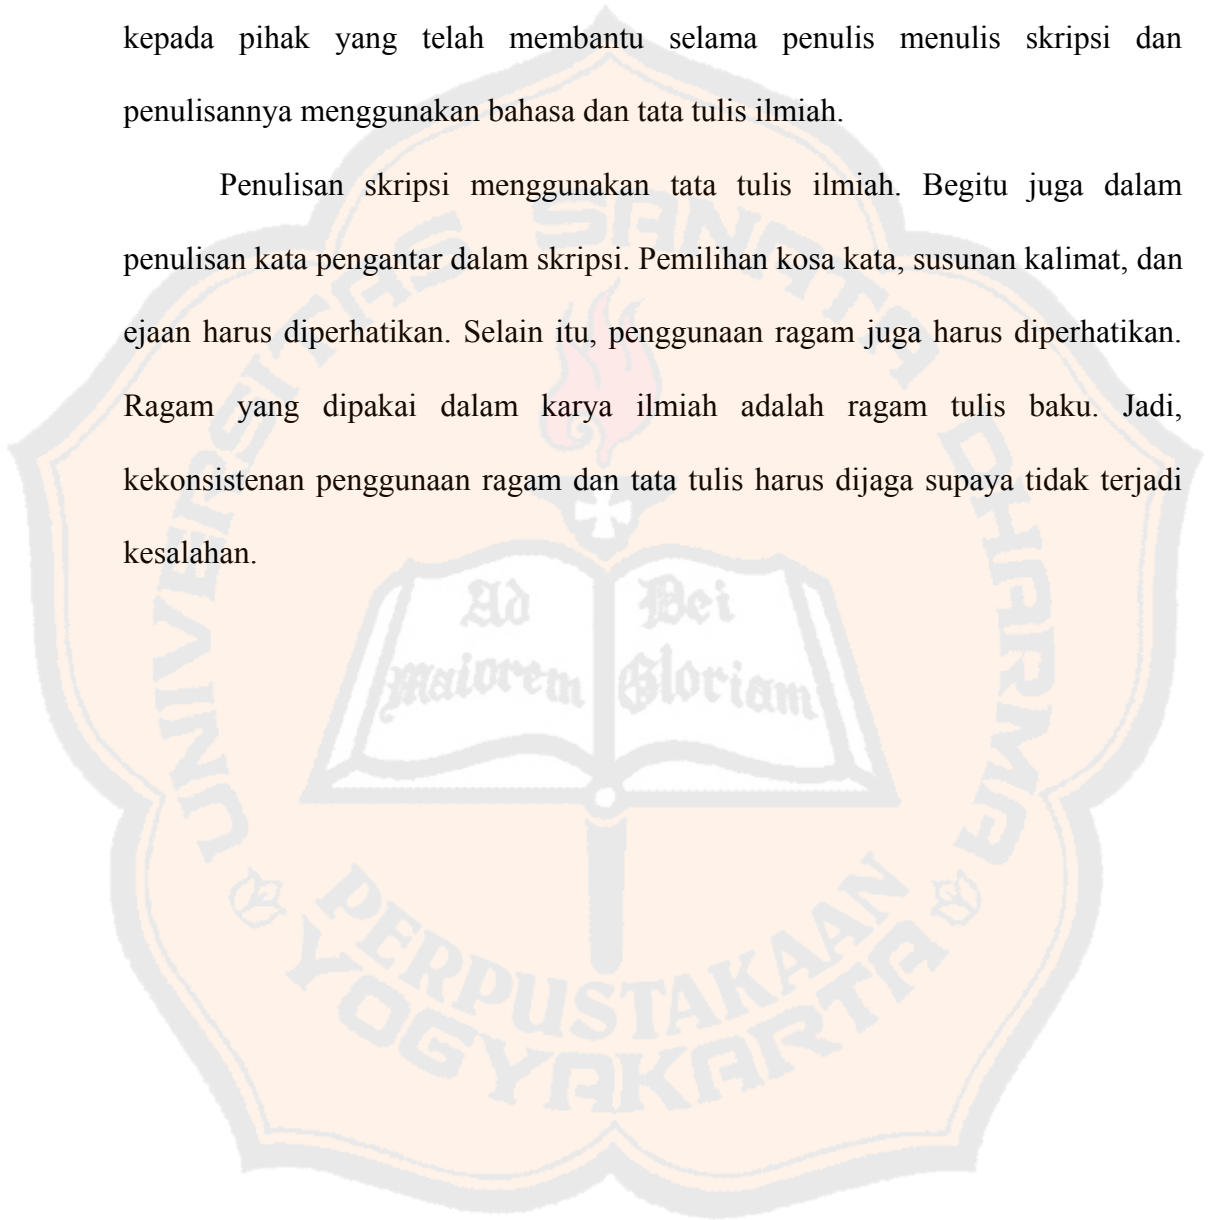 kepada pihak yang telah membantu selama penulis menulis skripsi dan
penulisannya menggunakan bahasa dan tata tulis ilmiah.
Penulisan skripsi menggunakan tata tulis ilmiah. Begitu juga dalam
penulisan kata pengantar dalam skripsi. Pemilihan kosa kata, susunan kalimat, dan
ejaan harus diperhatikan. Selain itu, penggunaan ragam juga harus diperhatikan.
Ragam yang dipakai dalam karya ilmiah adalah ragam tulis baku. Jadi,
kekonsistenan penggunaan ragam dan tata tulis harus dijaga supaya tidak terjadi
kesalahan.
UNIVERSITAS SANATA DHARMA
Ad Dei
maiorem Gloriam
PERPUSTAKAAN
YOGYAKARTA